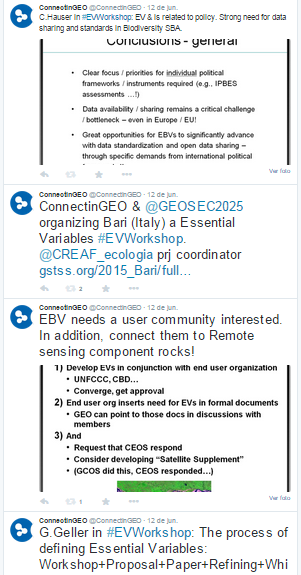 ConnectinGEO @ConnectinGEO · 12 de jun.
C.Hauser in #EVWorkshop: EV & is related to policy. Strong need for data
sharing and standards in Biodiversity SBA.
Conclusions - general
• Clear focus / priorities for individual political
frameworks / instruments required (e.g., IPBES
assessments ...!)
• Data availability / sharing remains a critical challenge
/ bottleneck – even in Europe / EU!
• Great opportunities for EBVs to significantly advance
with data standardization and open data sharing –
through specific demands from international political
Ver foto
ConnectinGEO @ConnectinGEO · 12 de jun.
ConnectinGEO & @GEOSEC2025
organizing Bari (Italy) a Essential
Variables #EVWorkshop.
@CREAF_ecologia prj coordinator
gstss.org/2015_Bari/full...
2
ConnectinGEO @ConnectinGEO · 12 de jun.
EBV needs a user community interested.
In addition, connect them to Remote
sensing component rocks!
1) Develop EVs in conjunction with end user organization
• UNFCCC, CBD...
• Converge, get approval
2) End user org inserts need for EVs in formal documents
• GEO can point to those docs in discussions with
members
3) And
• Request that CEOS respond
• Consider developing "Satellite Supplement"
• (GCOS did this, CEOS responded...)
1
Ver foto
ConnectinGEO @ConnectinGEO · 12 de jun.
G.Geller in #EVWorkshop: The process of
defining Essential Variables:
Workshop+Proposal+Paper+Refining+Whi